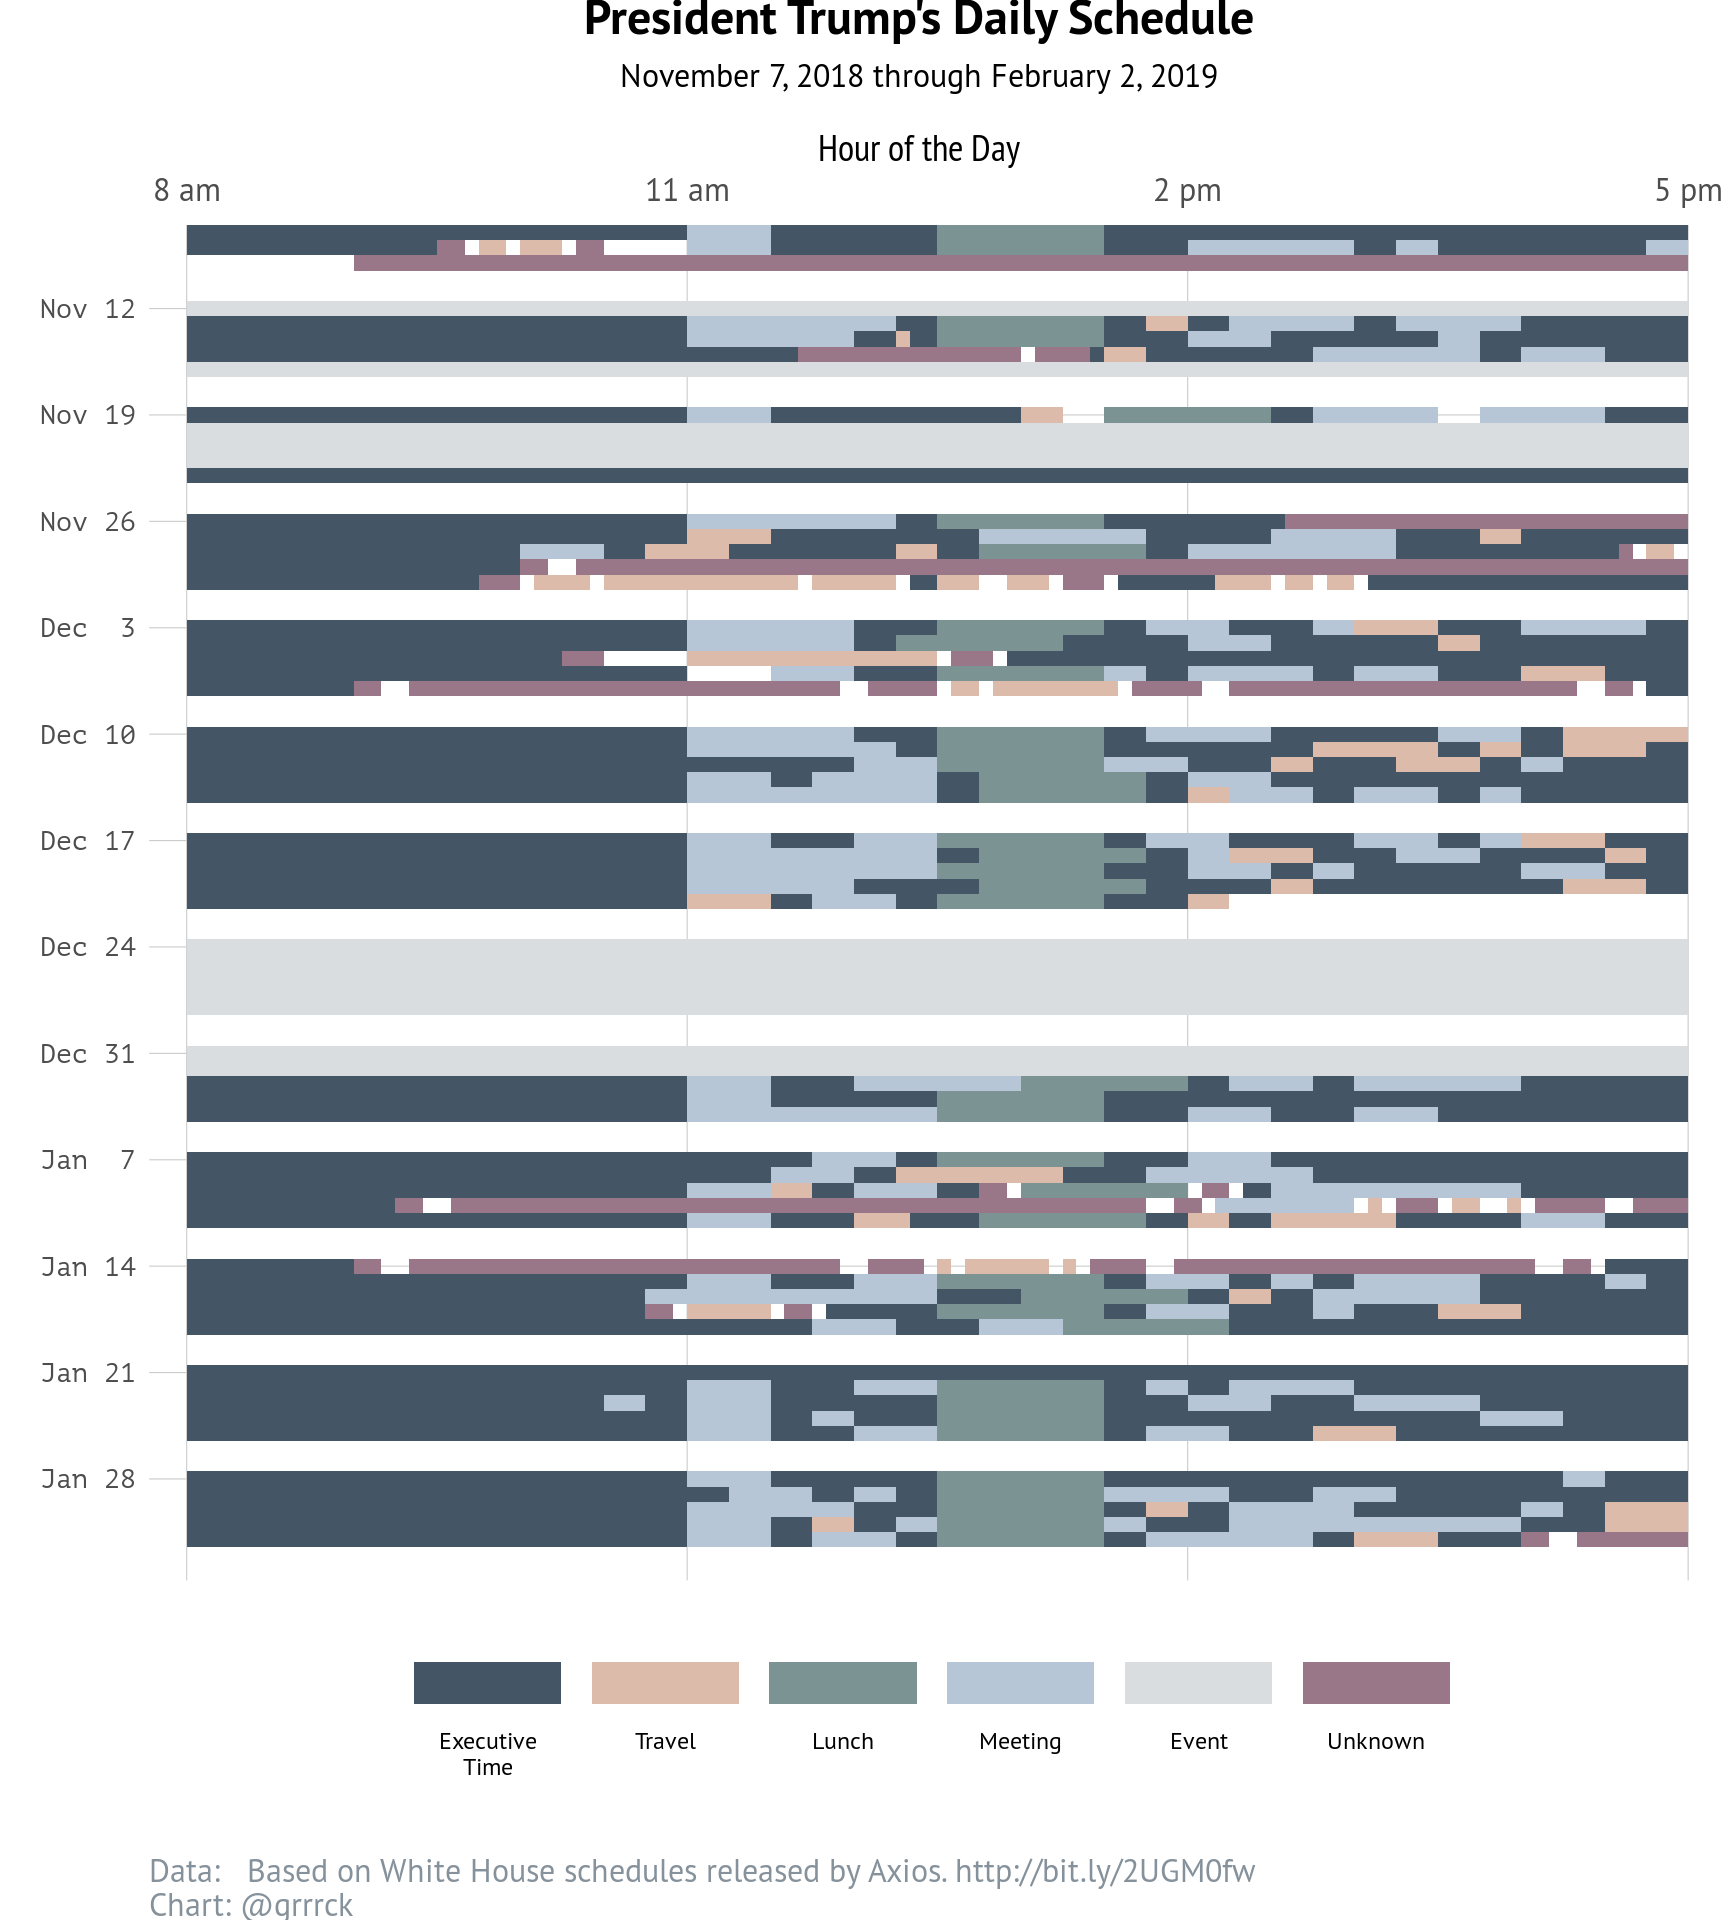 President Trump's Daily Schedule
November 7, 2018 through February 2, 2019
Hour of the Day
8 am 11 am 2 pm 5 pm
Nov 12
Nov 19
Nov 26
Dec 3
Dec 10
Dec 17
Dec 24
Dec 31
Jan 7
Jan 14
Jan 21
Jan 28
Executive Time Travel Lunch Meeting Event Unknown
Data: Based on White House schedules released by Axios. http://bit.ly/2UGM0fw
Chart: @grrrck